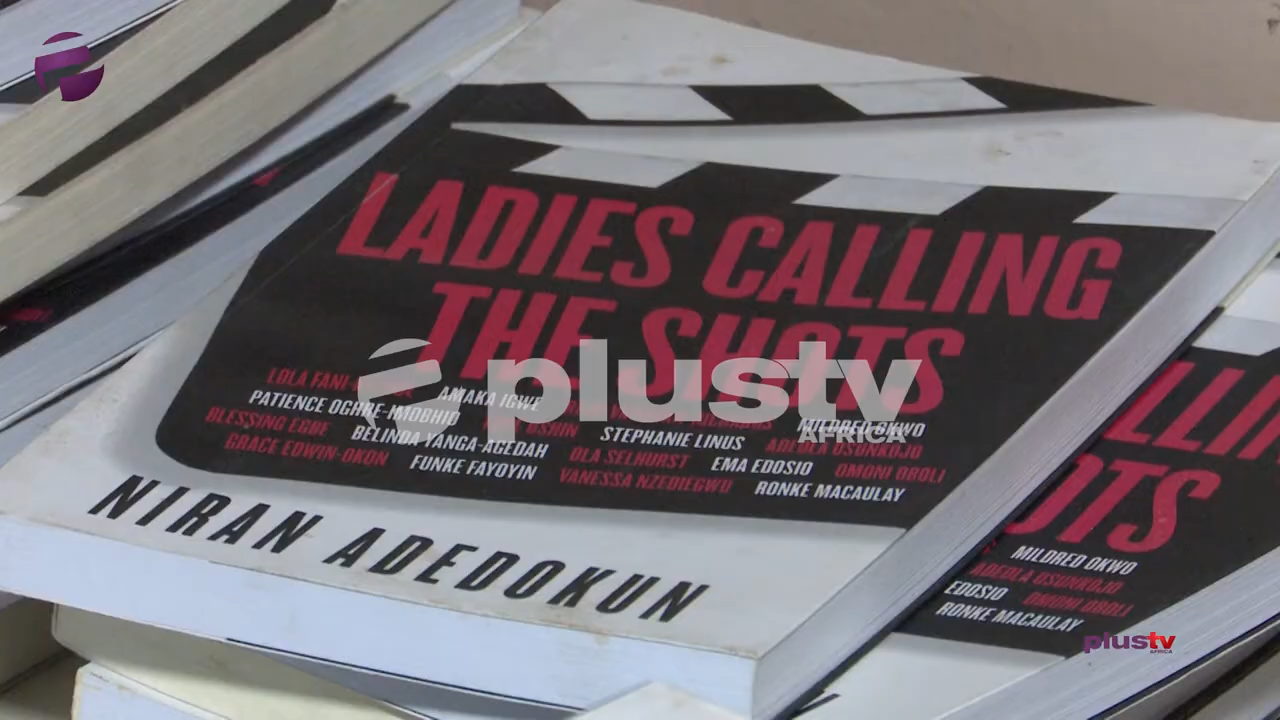 LADIES CALLING
THE SHOTS
LOLA FANI-
AMAKA IGWE
MILDRED OKWO
PATIENCE OGHRE-IMOBHIO
STEPHANIE LINUS
ADEOLA OSUNKOJO
BLESSING EGBE
BELINDA YANGA-AGEDAH
OLA SELHURST
EMA EDOSIO
OMONI OBOLI
GRACE EDWIN-OKON
FUNKE FAYOYIN
VANESSA NZEDIEGWU
RONKE MACAULAY
NIRAN ADEDOKUN
plustv
AFRICA
MILDRED OKWO
ADEOLA OSUNKOJO
EDOSIO OMONI OBOLI
RONKE MACAULAY
plustv
AFRICA